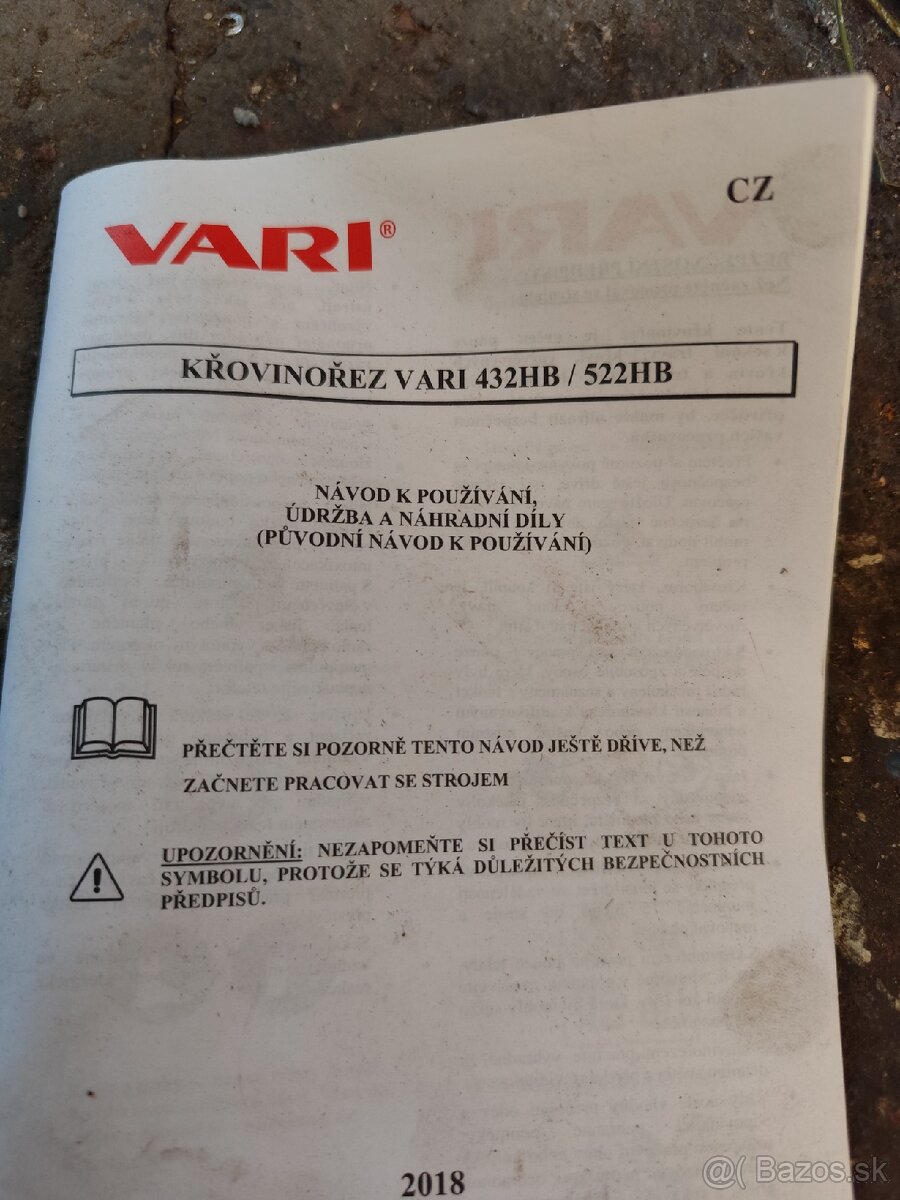 CZ
VARI®
KŘOVINOŘEZ VARI 432HB / 522HB
NÁVOD K POUŽÍVÁNÍ,
ÚDRŽBA A NÁHRADNÍ DÍLY
(PŮVODNÍ NÁVOD K POUŽÍVÁNÍ)
PŘEČTĚTE SI POZORNĚ TENTO NÁVOD JEŠTĚ DŘÍVE, NEŽ
ZAČNETE PRACOVAT SE STROJEM
UPOZORNĚNÍ: NEZAPOMEŇTE SI PŘEČÍST TEXT U TOHOTO
SYMBOLU, PROTOŽE SE TÝKÁ DŮLEŽITÝCH BEZPEČNOSTNÍCH
PŘEDPISŮ.
2018
@( Bazos.sk